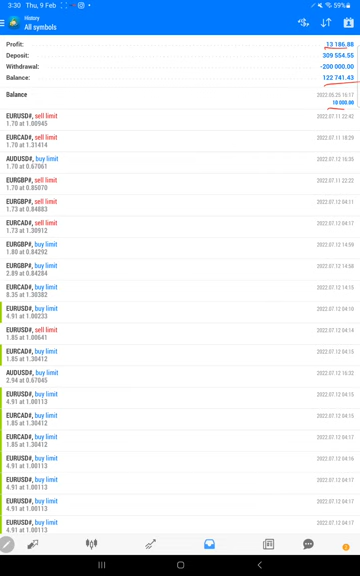 3:30 Thu, 9 Feb 59%
History
All symbols
Profit: 13 186.88
Deposit: 309 554.55
Withdrawal: -200 000.00
Balance: 122 741.43
Balance 2022.05.25 16:17
10 000.00
EURUSD#, sell limit 2022.07.11 22:42
1.70 at 1.00945
EURCAD#, sell limit 2022.07.11 18:29
1.70 at 1.31414
AUDUSD#, buy limit 2022.07.12 16:35
1.70 at 0.67061
EURGBP#, buy limit 2022.07.11 22:22
1.70 at 0.85070
EURGBP#, sell limit 2022.07.12 04:11
1.73 at 0.84883
EURCAD#, sell limit 2022.07.12 04:17
1.73 at 1.30912
EURGBP#, buy limit 2022.07.12 14:59
1.80 at 0.84292
EURGBP#, buy limit 2022.07.12 14:58
2.89 at 0.84284
EURCAD#, buy limit 2022.07.12 14:15
8.35 at 1.30382
EURUSD#, buy limit 2022.07.12 04:10
4.91 at 1.00233
EURUSD#, sell limit 2022.07.12 04:14
1.85 at 1.00641
EURCAD#, buy limit 2022.07.12 04:15
1.85 at 1.30412
AUDUSD#, buy limit 2022.07.12 16:32
2.94 at 0.67045
EURUSD#, buy limit 2022.07.12 04:15
4.91 at 1.00113
EURCAD#, buy limit 2022.07.12 04:15
1.85 at 1.30412
EURCAD#, buy limit 2022.07.12 04:17
1.85 at 1.30412
EURUSD#, buy limit 2022.07.12 04:16
4.91 at 1.00113
EURUSD#, buy limit 2022.07.12 04:17
4.91 at 1.00113
EURUSD#, buy limit 2022.07.12 04:17
4.91 at 1.00113
EURUSD#, buy limit 2022.07.12 04:17
4.91 at 1.00113